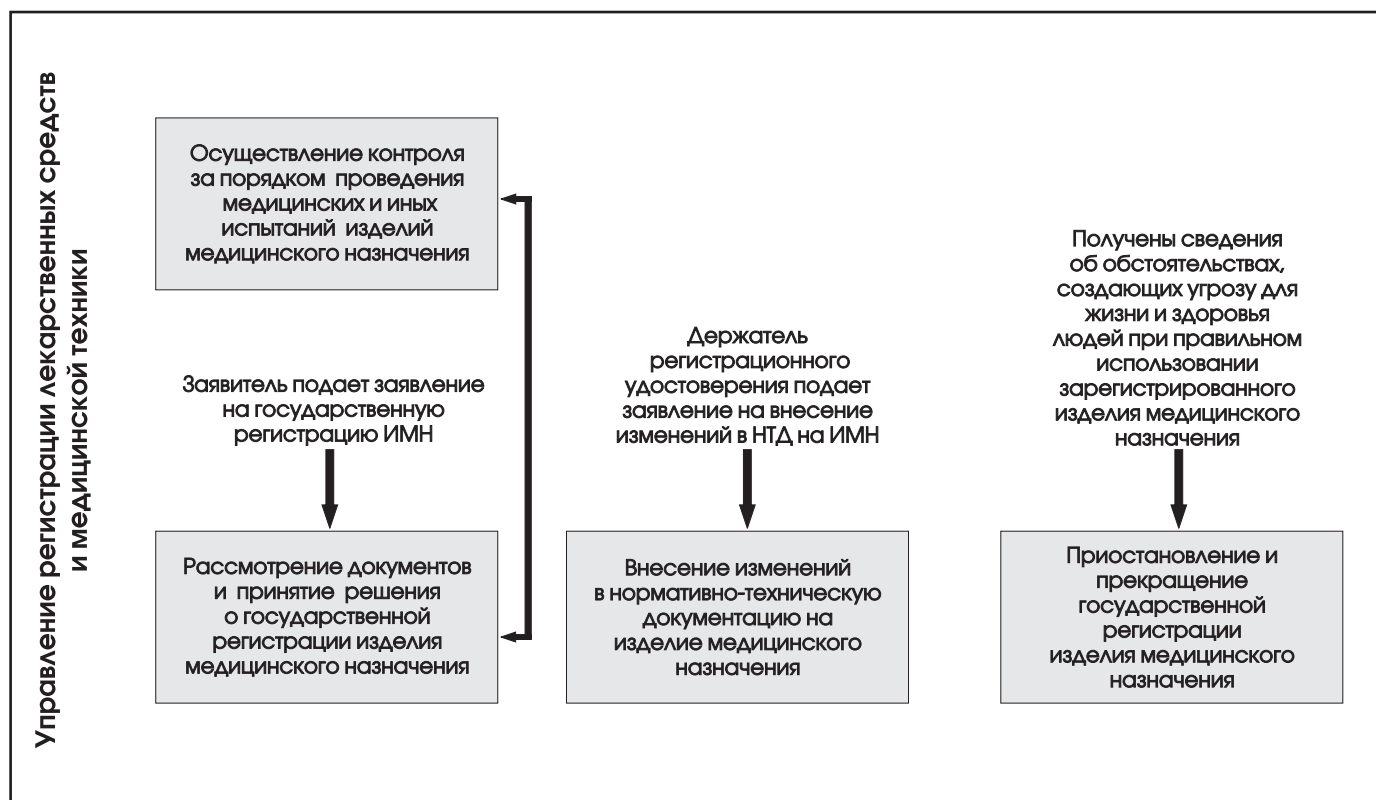 Управление регистрации лекарственных средств
и медицинской техники
Осуществление контроля
за порядком проведения
медицинских и иных
испытаний изделий
медицинского назначения
Заявитель подает заявление
на государственную
регистрацию ИМН
Рассмотрение документов
и принятие решения
о государственной
регистрации изделия
медицинского назначения
Держатель
регистрационного
удостоверения подает
заявление на внесение
изменений в НТД на ИМН
Внесение изменений
в нормативно-техническую
документацию на
изделие медицинского
назначения
Получены сведения
об обстоятельствах,
создающих угрозу для
жизни и здоровья
людей при правильном
использовании
зарегистрированного
изделия медицинского
назначения
Приостановление и
прекращение
государственной
регистрации
изделия медицинского
назначения